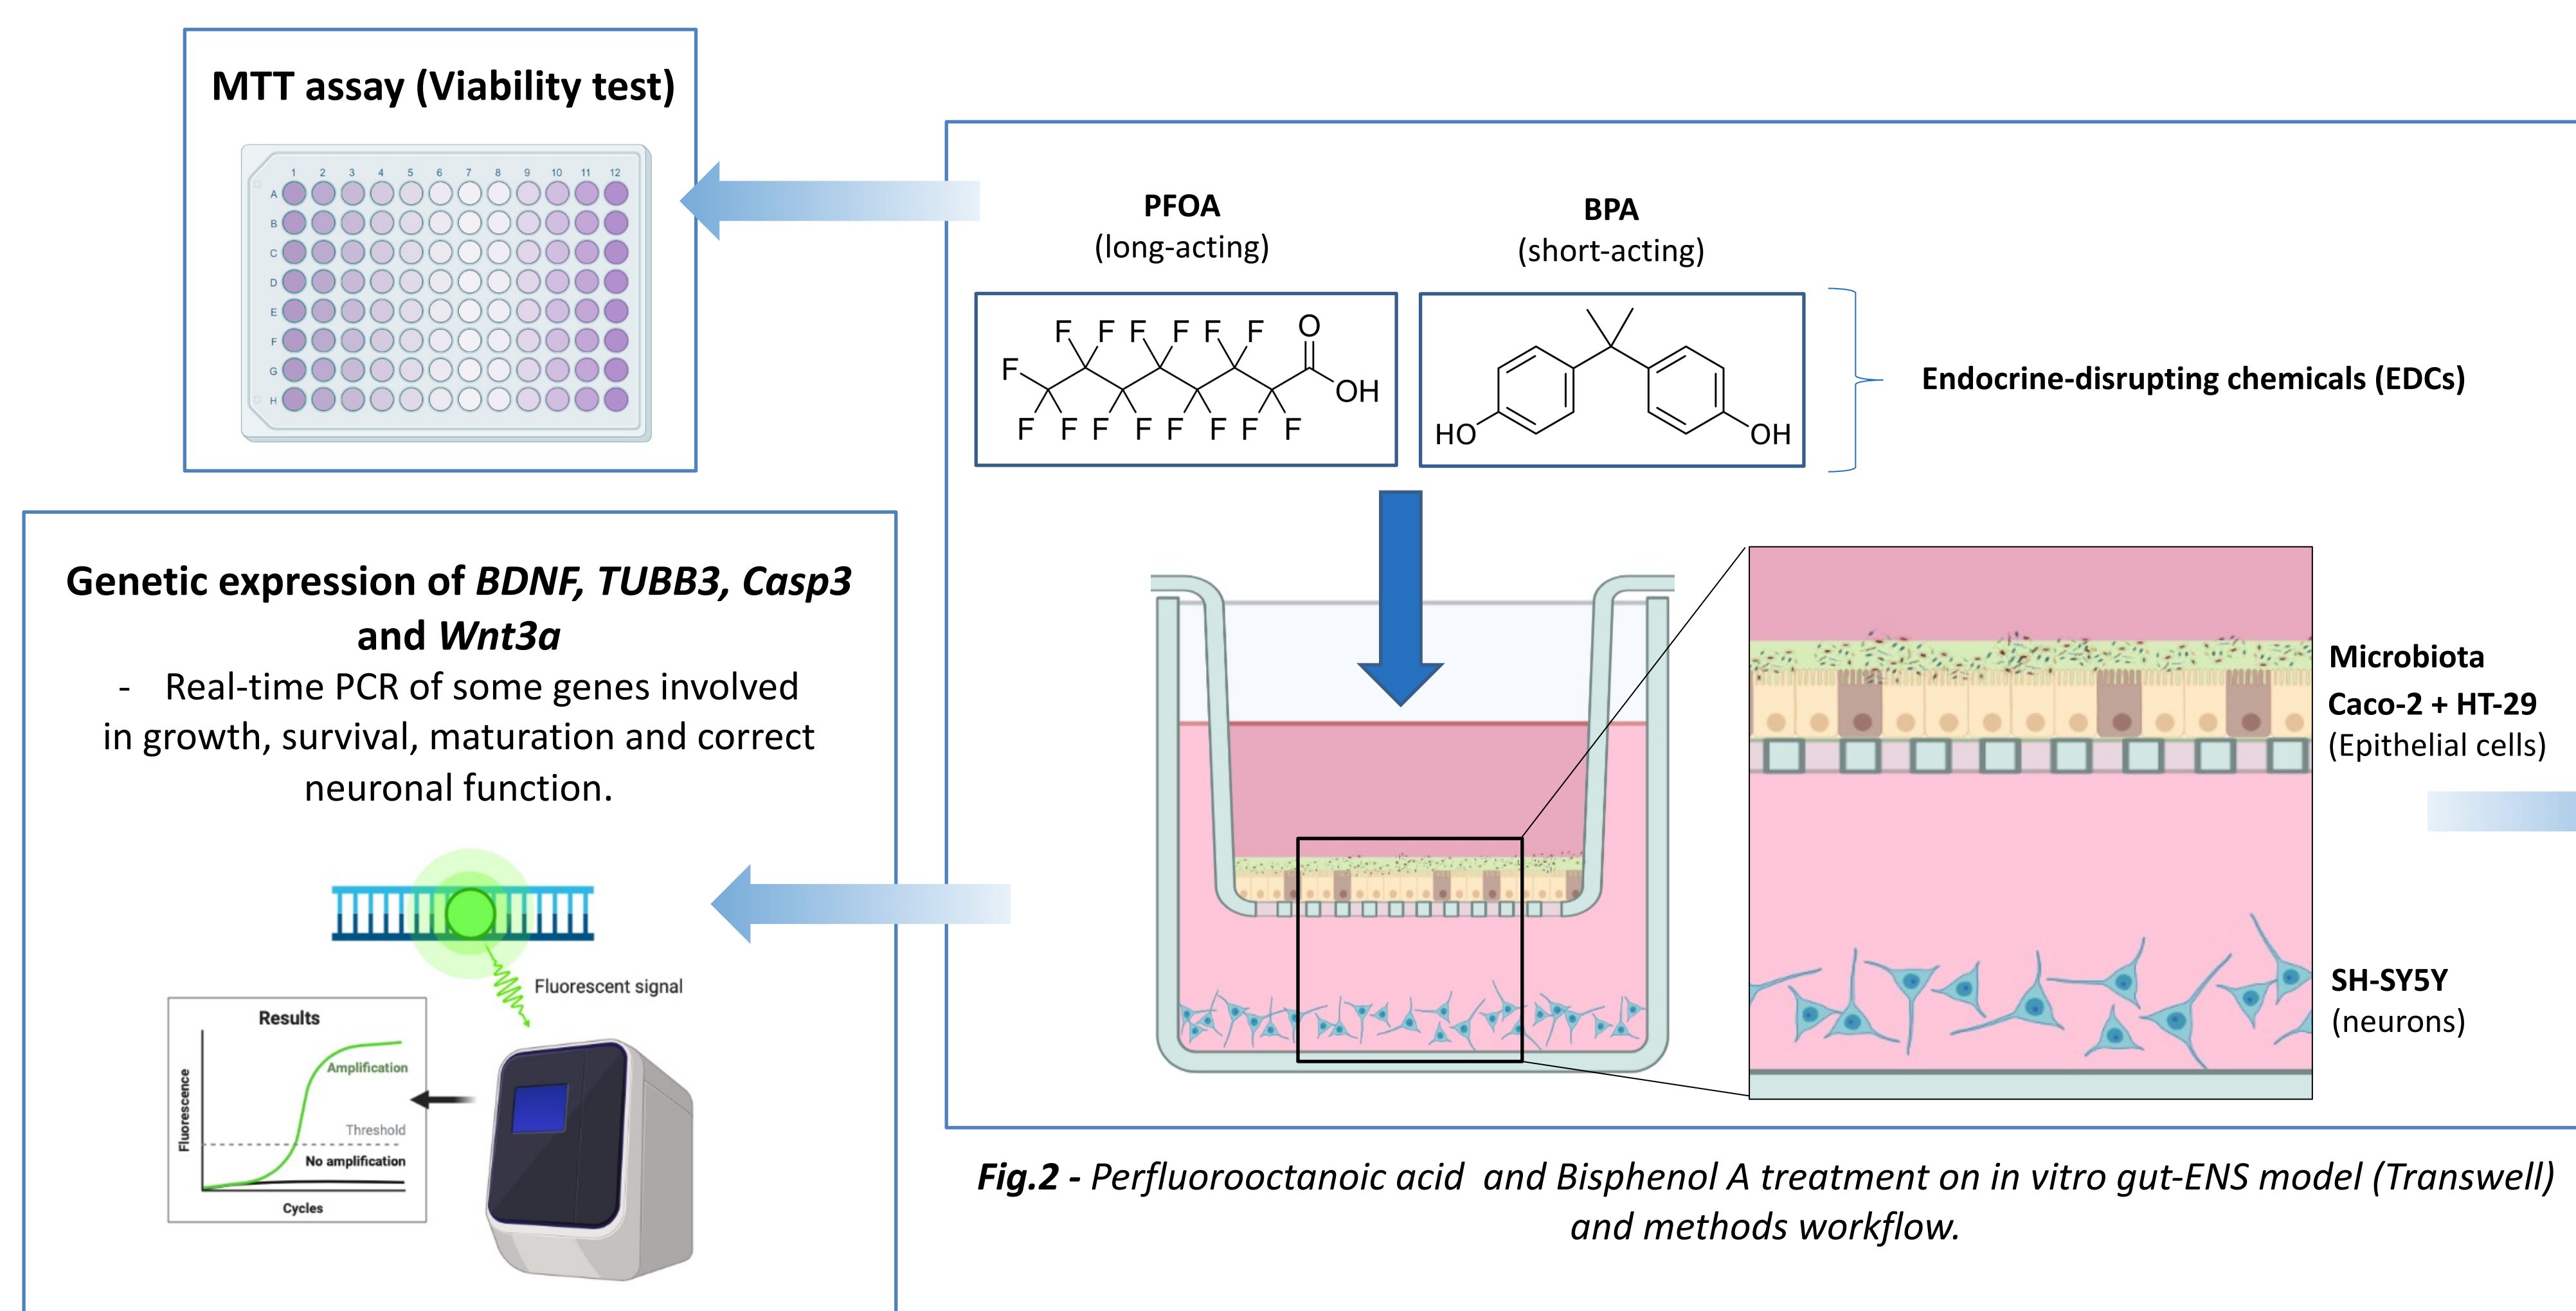 MTT assay (Viability test)
1 2 3 4 5 6 7 8 9 10 11 12
A
B
C
D
E
F
G
H
Genetic expression of BDNF, TUBB3, Casp3
and Wnt3a
- Real-time PCR of some genes involved
in growth, survival, maturation and correct
neuronal function.
Fluorescent signal
Results
Amplification
Threshold
No amplification
Fluorescence
Cycles
PFOA
(long-acting)
F F F F F F O
F
OH
F F F F F F F F
BPA
(short-acting)
HO
OH
Endocrine-disrupting chemicals (EDCs)
Microbiota
Caco-2 + HT-29
(Epithelial cells)
SH-SY5Y
(neurons)
Fig.2 - Perfluorooctanoic acid and Bisphenol A treatment on in vitro gut-ENS model (Transwell)
and methods workflow.